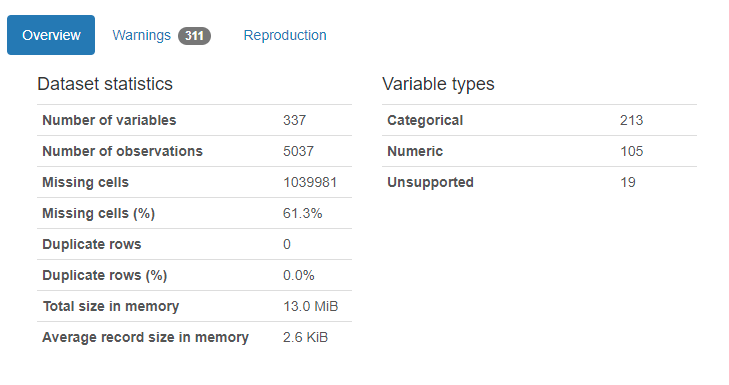 Overview Warnings 311 Reproduction
Dataset statistics
Number of variables 337
Number of observations 5037
Missing cells 1039981
Missing cells (%) 61.3%
Duplicate rows 0
Duplicate rows (%) 0.0%
Total size in memory 13.0 MiB
Average record size in memory 2.6 KiB
Variable types
Categorical 213
Numeric 105
Unsupported 19